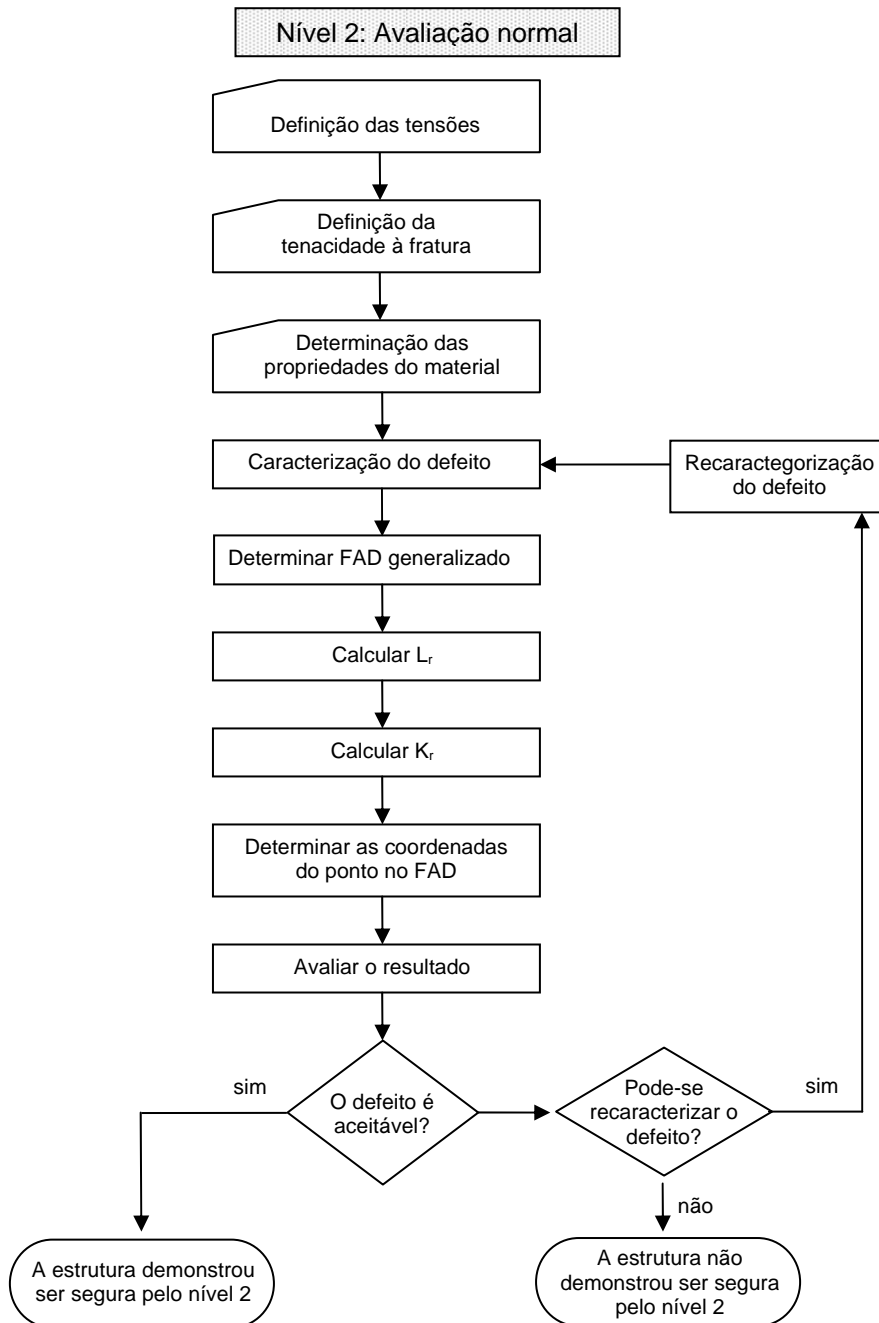 Nível 2: Avaliação normal
Definição das tensões
Definição da
tenacidade à fratura
Determinação das
propriedades do material
Caracterização do defeito
Recaractegorização
do defeito
Determinar FAD generalizado
Calcular Lᵣ
Calcular Kᵣ
Determinar as coordenadas
do ponto no FAD
Avaliar o resultado
sim
O defeito é
aceitável?
Pode-se
recaracterizar o
defeito?
sim
não
A estrutura demonstrou
ser segura pelo nível 2
A estrutura não
demonstrou ser segura
pelo nível 2